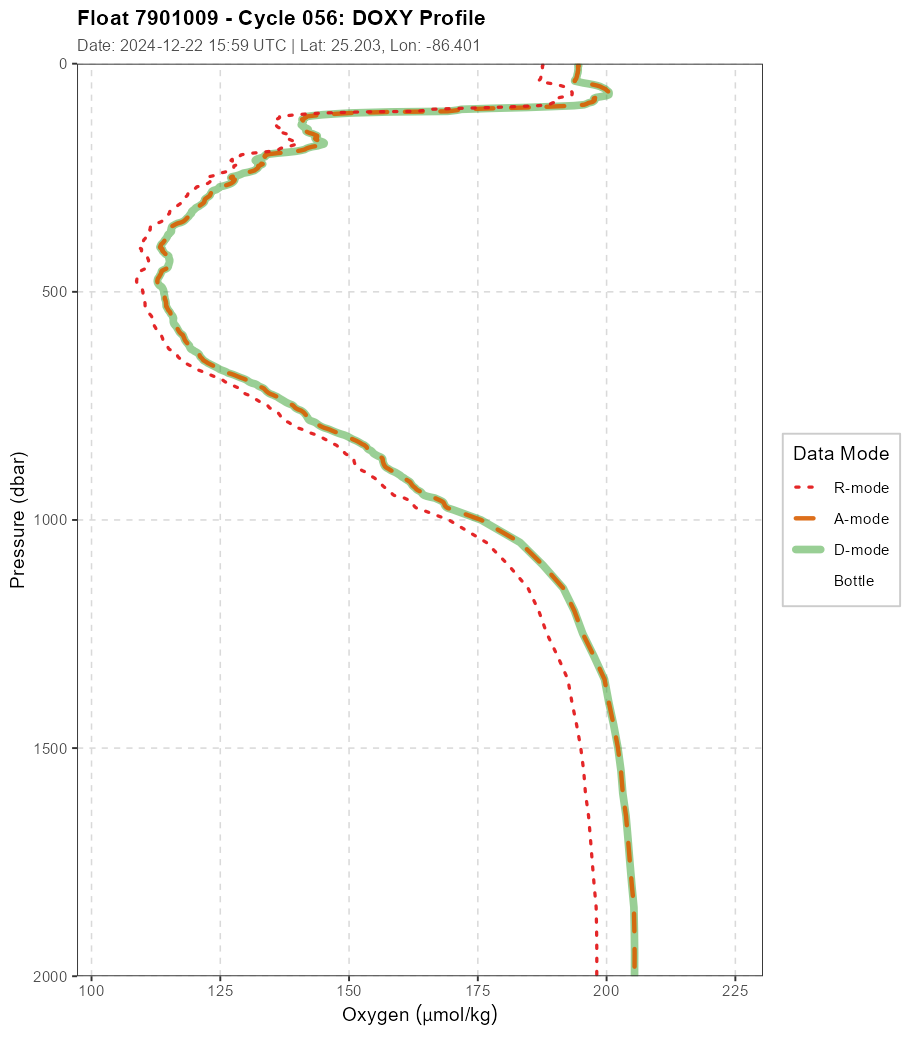 Float 7901009 - Cycle 056: DOXY Profile
Date: 2024-12-22 15:59 UTC | Lat: 25.203, Lon: -86.401
0
500
1000
1500
2000
Pressure (dbar)
100 125 150 175 200 225
Oxygen (μmol/kg)
Data Mode
R-mode
A-mode
D-mode
Bottle